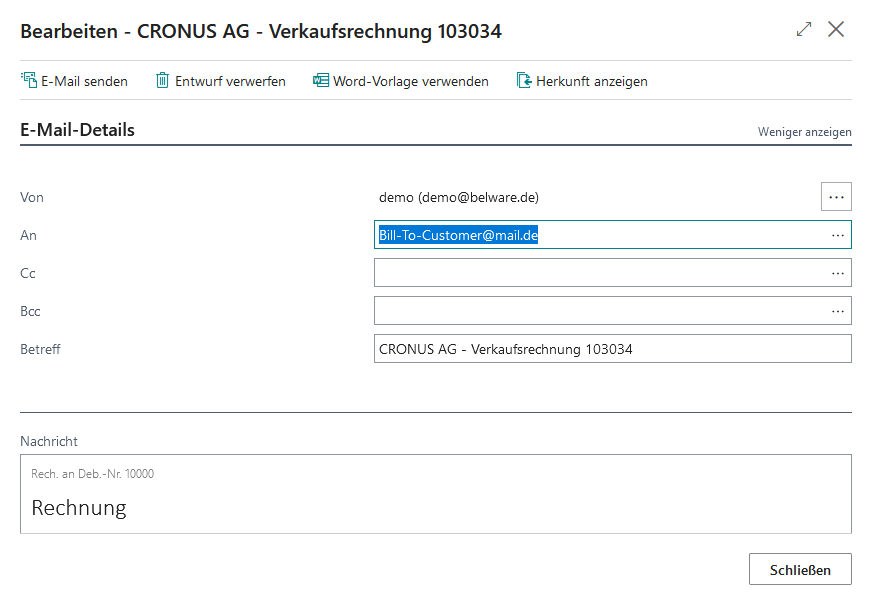 Bearbeiten - CRONUS AG - Verkaufsrechnung 103034
E-Mail senden Entwurf verwerfen Word-Vorlage verwenden Herkunft anzeigen
E-Mail-Details Weniger anzeigen
Von demo (demo@belware.de) ...
An Bill-To-Customer@mail.de ...
Cc ...
Bcc ...
Betreff CRONUS AG - Verkaufsrechnung 103034
Nachricht
Rech. an Deb.-Nr. 10000
Rechnung
Schließen